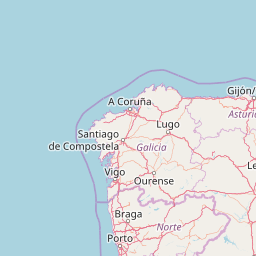 Gijón/
A Coruña
Asturi
Lugo
Santiago
de Compostela
Galicia
Le
Vigo
Ourense
Braga
Norte
Porto